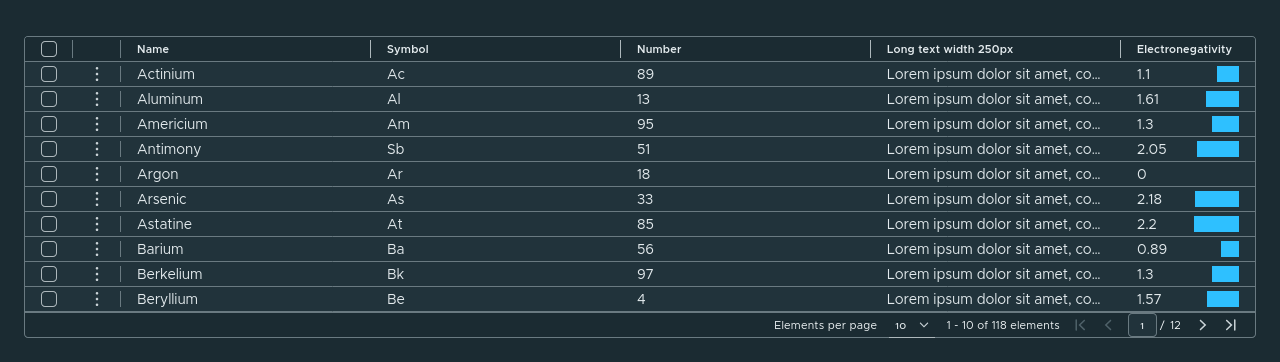 Name Symbol Number Long text width 250px Electronegativity
Actinium Ac 89 Lorem ipsum dolor sit amet, co... 1.1
Aluminum Al 13 Lorem ipsum dolor sit amet, co... 1.61
Americium Am 95 Lorem ipsum dolor sit amet, co... 1.3
Antimony Sb 51 Lorem ipsum dolor sit amet, co... 2.05
Argon Ar 18 Lorem ipsum dolor sit amet, co... 0
Arsenic As 33 Lorem ipsum dolor sit amet, co... 2.18
Astatine At 85 Lorem ipsum dolor sit amet, co... 2.2
Barium Ba 56 Lorem ipsum dolor sit amet, co... 0.89
Berkelium Bk 97 Lorem ipsum dolor sit amet, co... 1.3
Beryllium Be 4 Lorem ipsum dolor sit amet, co... 1.57
Elements per page 10 1 - 10 of 118 elements 1 / 12